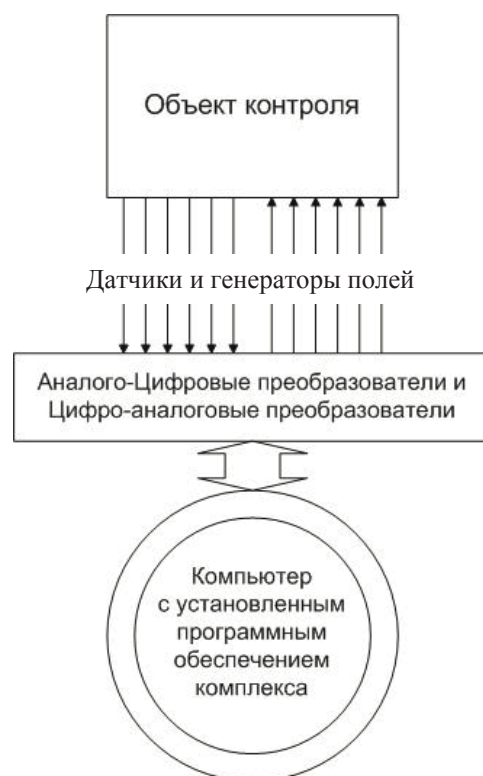 Объект контроля
Датчики и генераторы полей
Аналого-Цифровые преобразователи и
Цифро-аналоговые преобразователи
Компьютер
с установленным
программным
обеспечением
комплекса